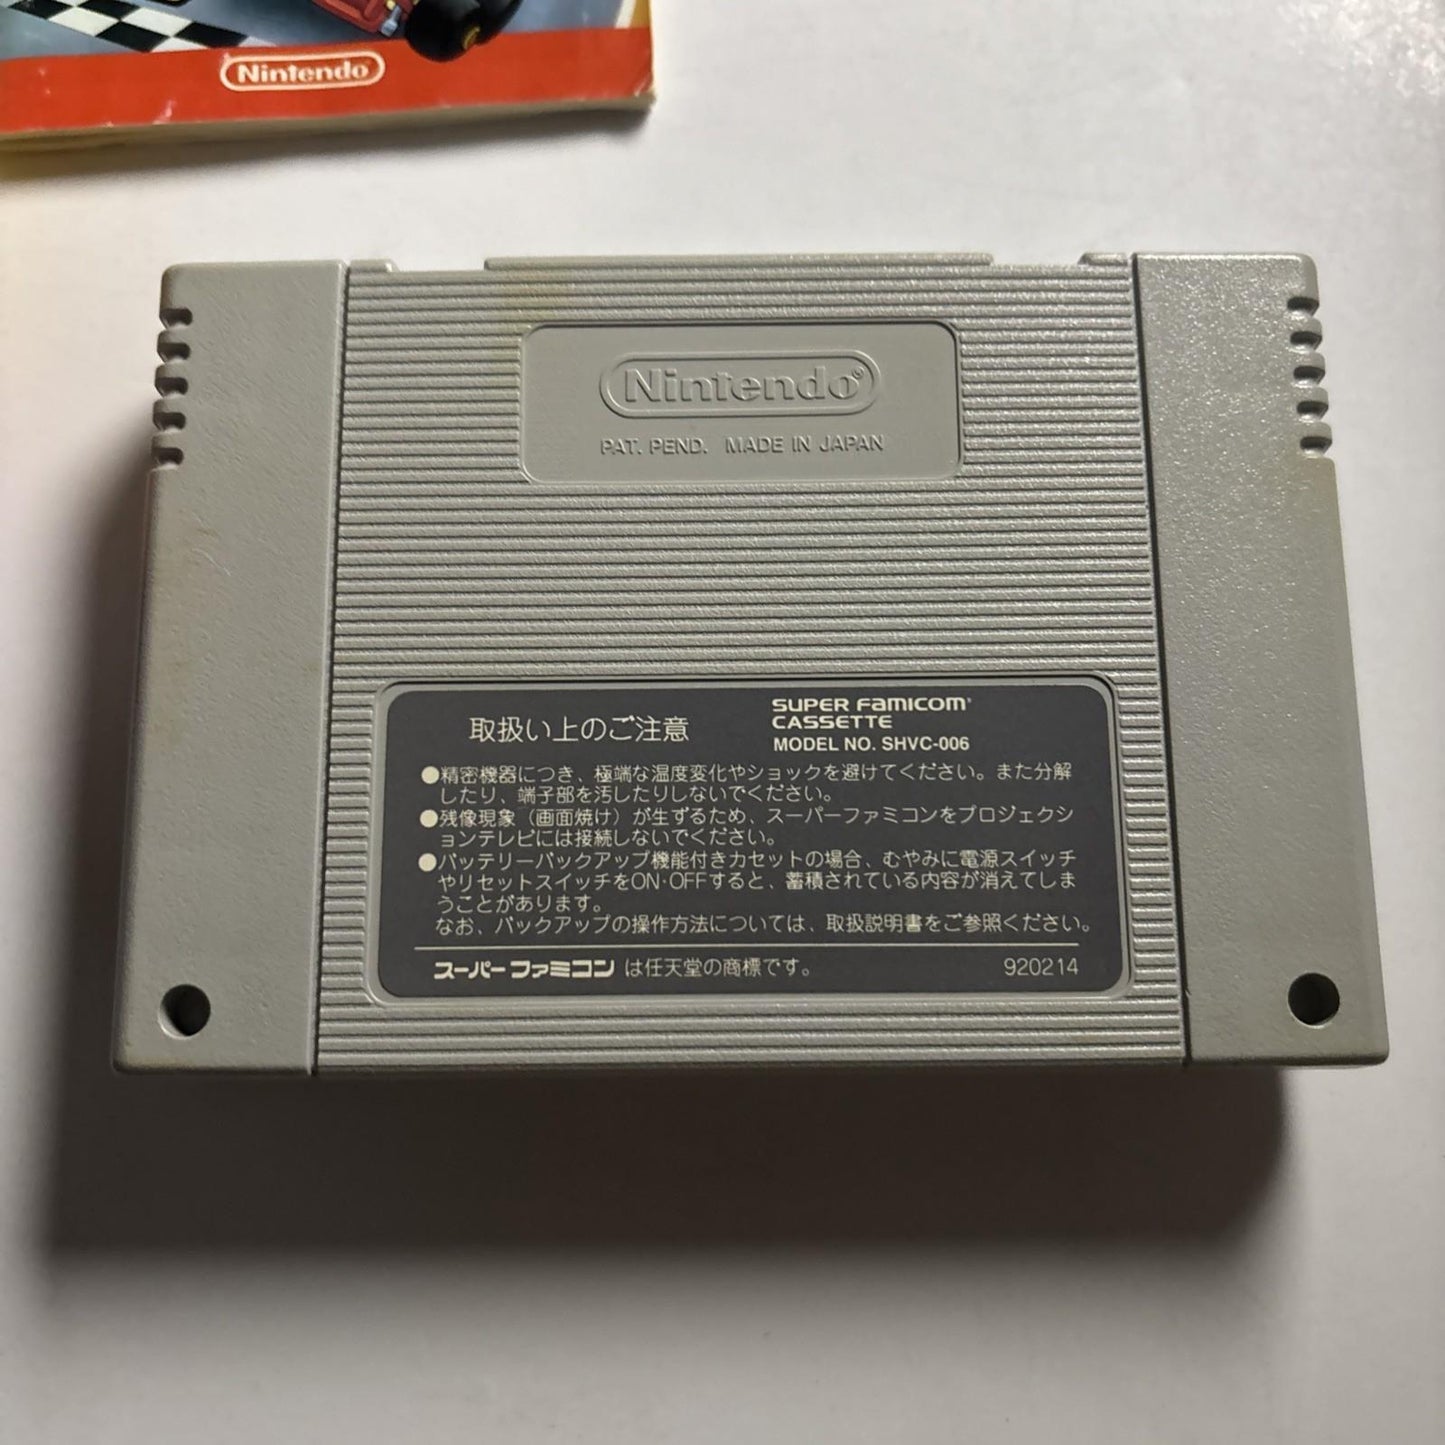 Nintendo
Nintendo®
PAT. PEND. MADE IN JAPAN
取扱い上のご注意
SUPER FAMICOM
CASSETTE
MODEL NO. SHVC-006
●精密機器につき、極端な温度変化やショックを避けてください。また分解
したり、端子部を汚したりしないでください。
●残像現象（画面焼け）が生ずるため、スーパーファミコンをプロジェクシ
ョンテレビには接続しないでください。
●バッテリーバックアップ機能付きカセットの場合、むやみに電源スイッチ
やリセットスイッチをON·OFFすると、蓄積されている内容が消えてしま
うことがあります。
なお、バックアップの操作方法については、取扱説明書をご参照ください。
スーパーファミコン は任天堂の商標です。 920214